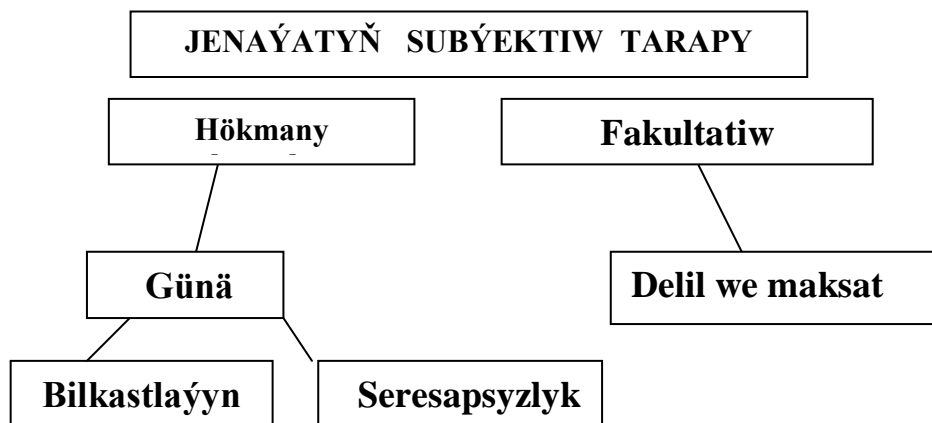 JENAÝATYŇ SUBÝEKTIW TARAPY
Hökmany
Fakultatiw
Günä
Delil we maksat
Bilkastlaýyn
Seresapsyzlyk